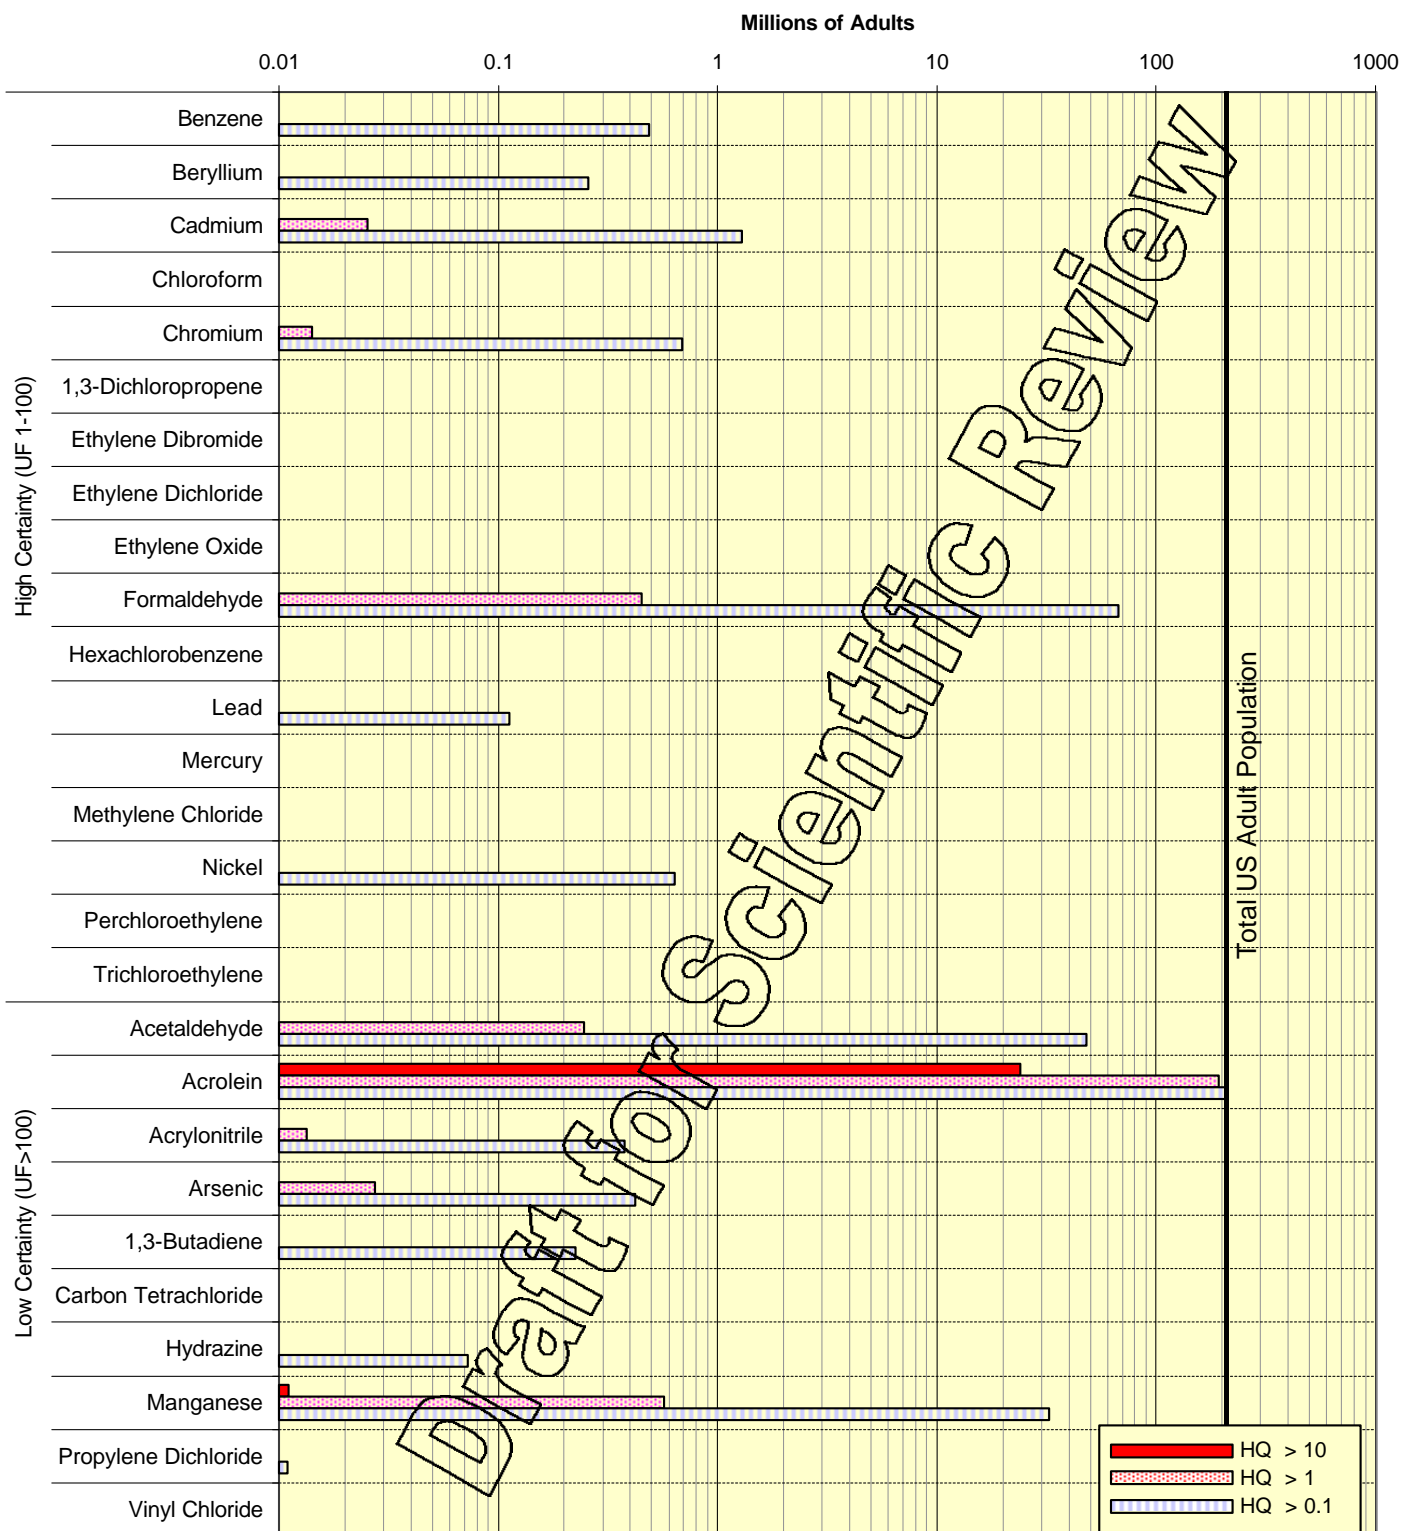 Millions of Adults
0.01 0.1 1 10 100 1000
High Certainty (UF 1-100)
Benzene
Beryllium
Cadmium
Chloroform
Chromium
1,3-Dichloropropene
Ethylene Dibromide
Ethylene Dichloride
Ethylene Oxide
Formaldehyde
Hexachlorobenzene
Lead
Mercury
Methylene Chloride
Nickel
Perchloroethylene
Trichloroethylene
Low Certainty (UF>100)
Acetaldehyde
Acrolein
Acrylonitrile
Arsenic
1,3-Butadiene
Carbon Tetrachloride
Hydrazine
Manganese
Propylene Dichloride
Vinyl Chloride
Draft for Scientific Review
Total US Adult Population
HQ > 10
HQ > 1
HQ > 0.1